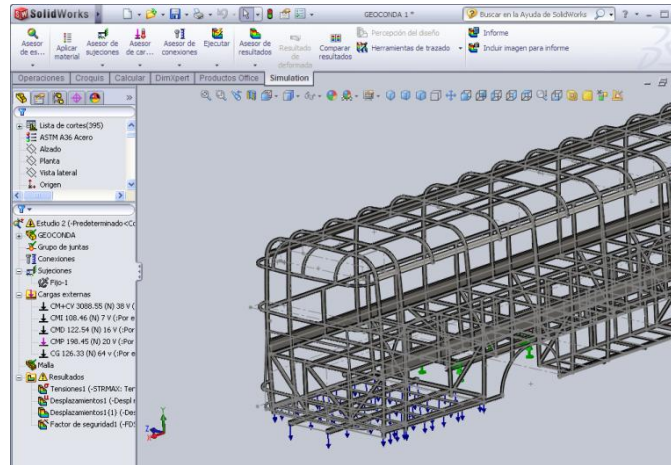 SolidWorks
GEOCONDA 1 *
Buscar en la Ayuda de SolidWorks
Asesor de es...
Aplicar material
Asesor de sujeciones
Asesor de car...
Asesor de conexiones
Ejecutar
Asesor de resultados
Resultado de deformada
Comparar resultados
Percepción del diseño
Herramientas de trazado
Informe
Incluir imagen para informe
Operaciones Croquis Calcular DimXpert Productos Office Simulation
Lista de cortes(395)
ASTM A36 Acero
Alzado
Planta
Vista lateral
Origen
Estudio 2 (-Predeterminado<Co
GEOCONDA
Grupo de juntas
Conexiones
Sujeciones
Fijo-1
Cargas externas
CM+CV 3088.55 (N) 38 V (
CMI 108.46 (N) 7 V (:Por e
CMD 122.54 (N) 16 V (:Por
CMP 198.45 (N) 20 V (:Por
CG 126.33 (N) 64 v (:Por e
Malla
Resultados
Tensiones1 (-STRMAX: Ter
Desplazamientos1 (-Despl r
Desplazamientos1{1} (-Des
Factor de seguridad1 (-FD